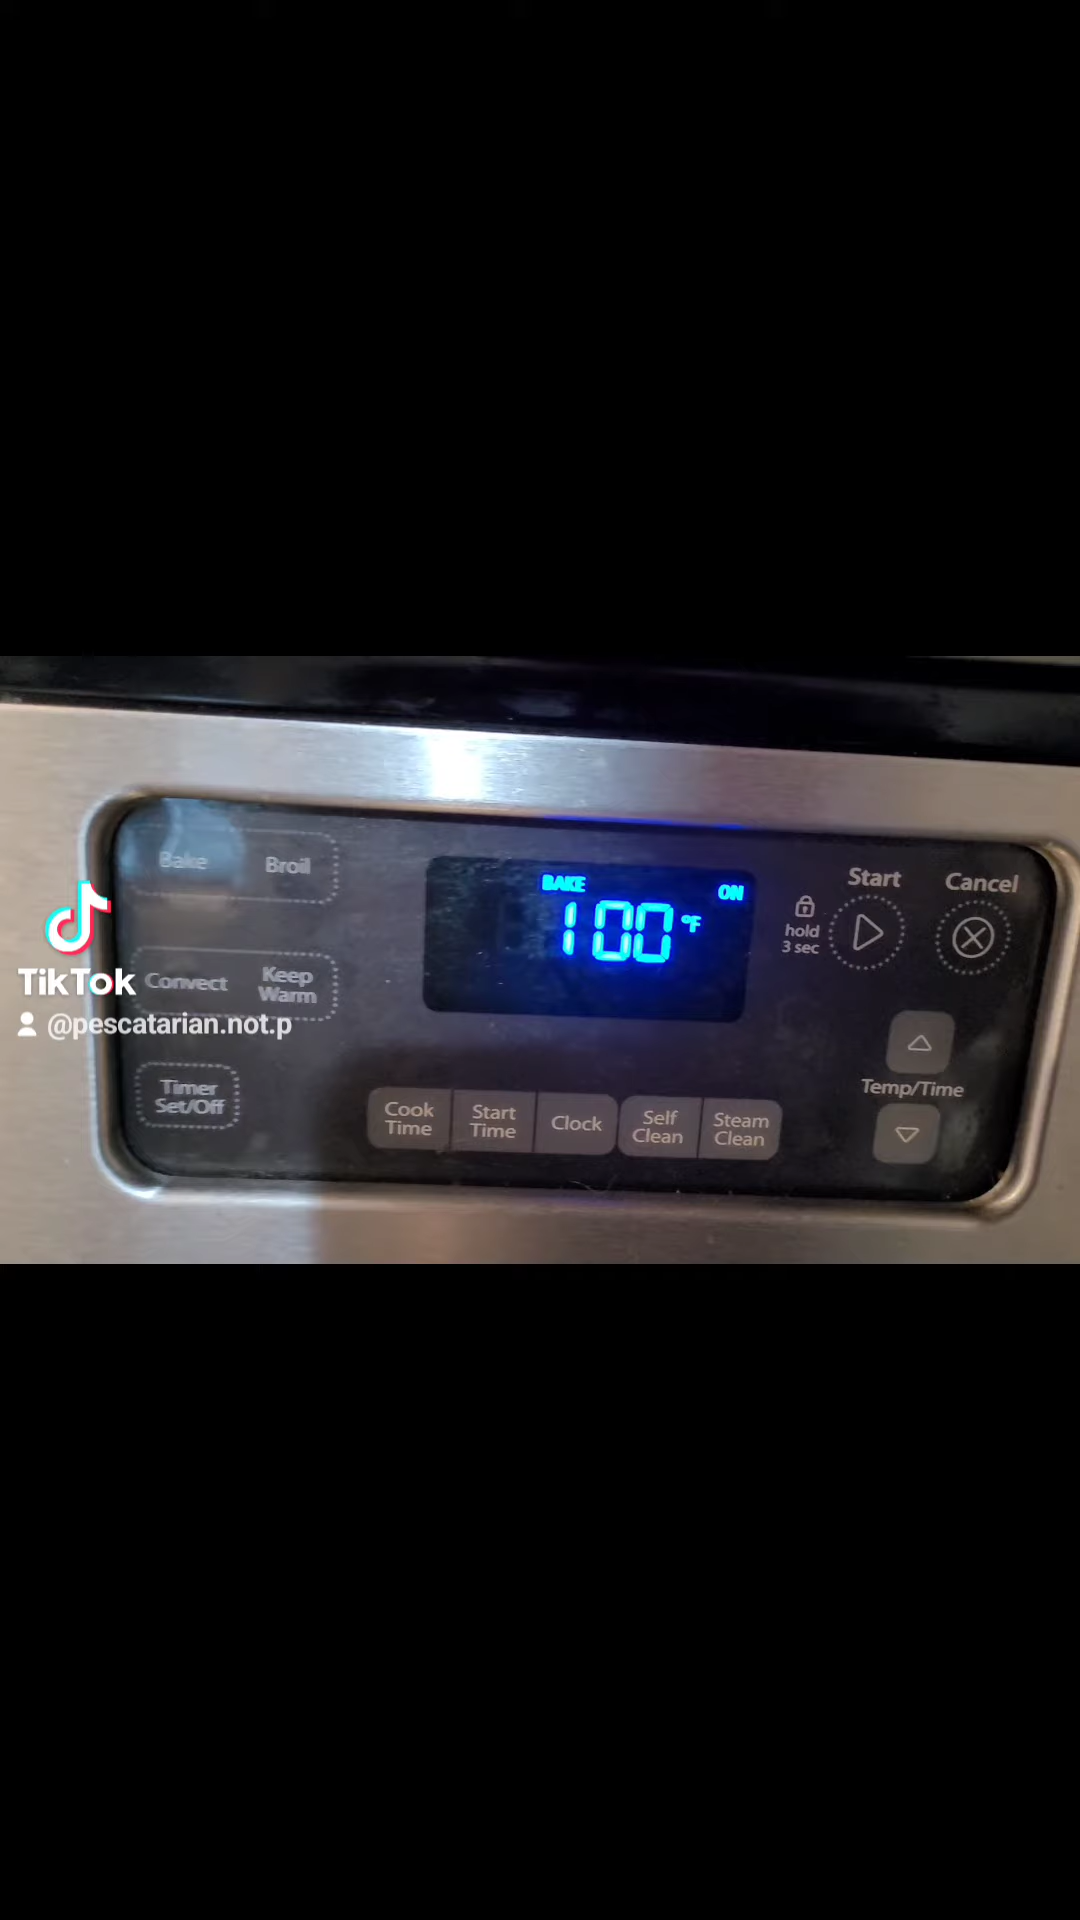 BAKE
ON
100 °F
Bake
Broil
Start
Cancel
hold
3 sec
Convect
Keep
Warm
Timer
Set/Off
Cook
Time
Start
Time
Clock
Self
Clean
Steam
Clean
Temp/Time
TikTok
@pescatarian.not.p